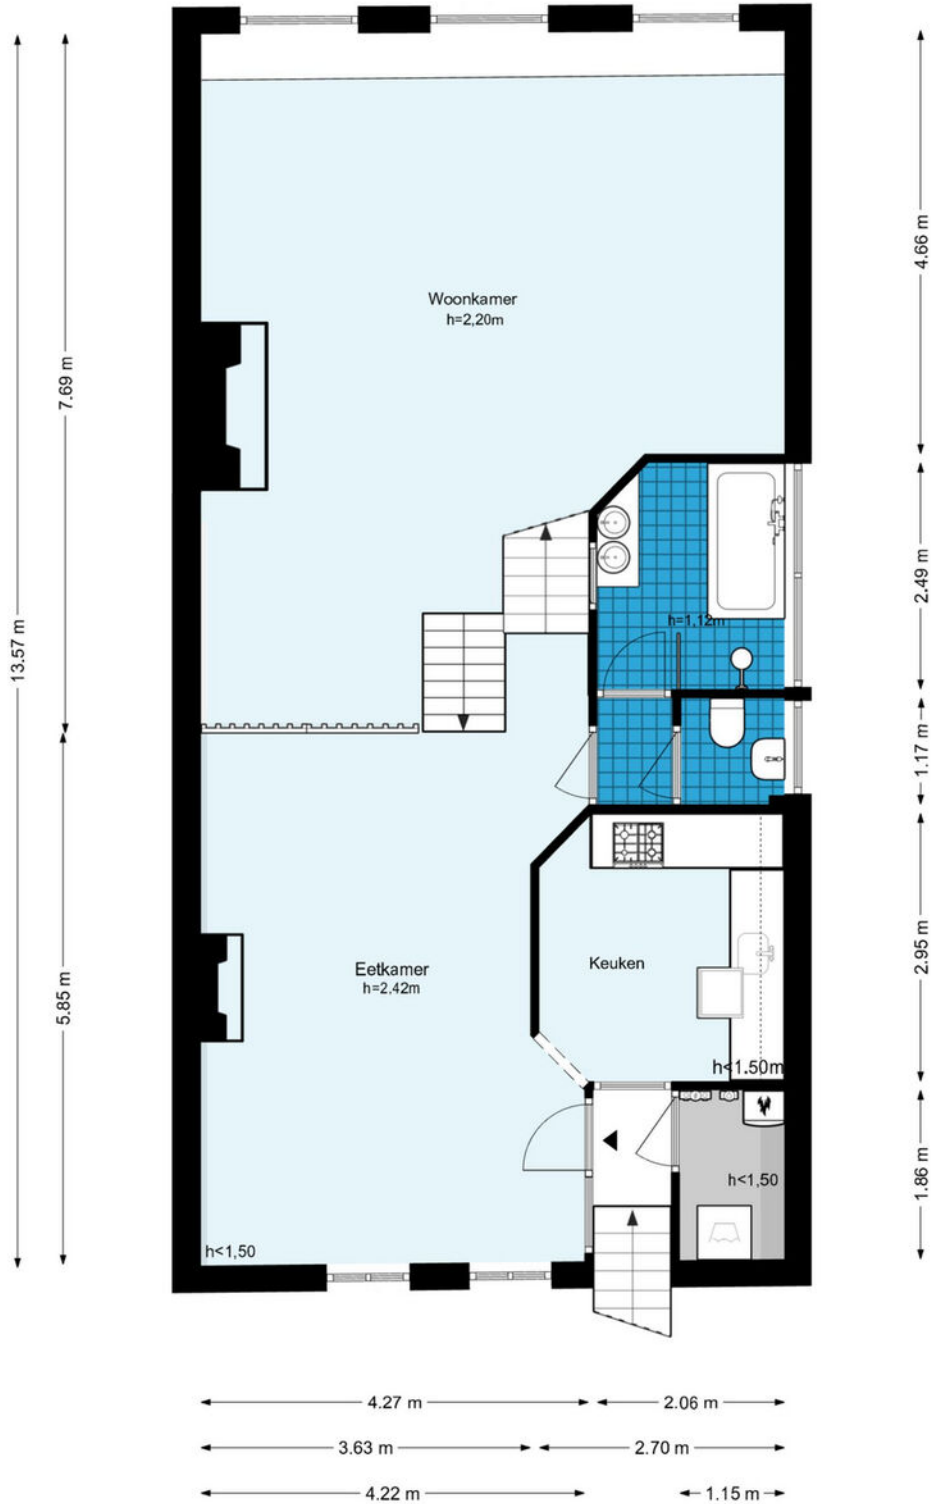 4.66 m
Woonkamer
h=2,20m
7.69 m
2.49 m
h=1,12m
13.57 m
1.17 m
2.95 m
Keuken
Eetkamer
h=2,42m
5.85 m
h<1.50m
1.86 m
h<1,50
h<1,50
4.27 m
2.06 m
3.63 m
2.70 m
4.22 m
1.15 m